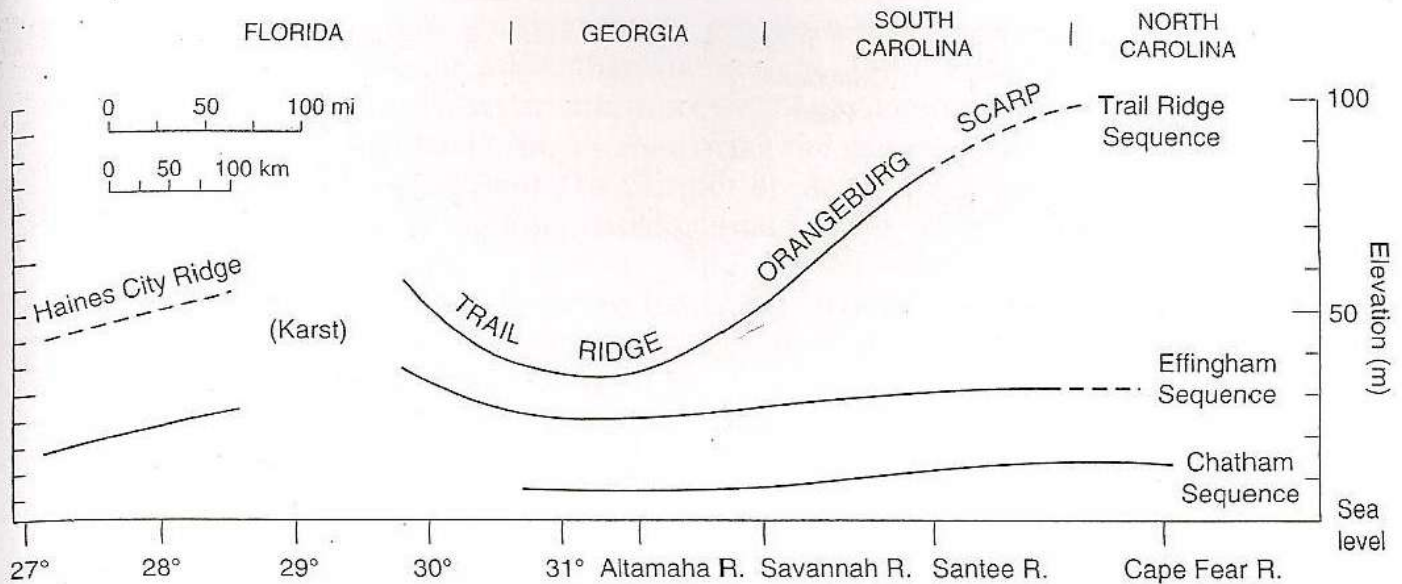 FLORIDA | GEORGIA | SOUTH CAROLINA | NORTH CAROLINA
0 50 100 mi
0 50 100 km
Haines City Ridge
(Karst)
TRAIL RIDGE
ORANGEBURG SCARP
Trail Ridge
Sequence
Effingham
Sequence
Chatham
Sequence
100
50
Elevation (m)
Sea
level
27° 28° 29° 30° 31° Altamaha R. Savannah R. Santee R. Cape Fear R.